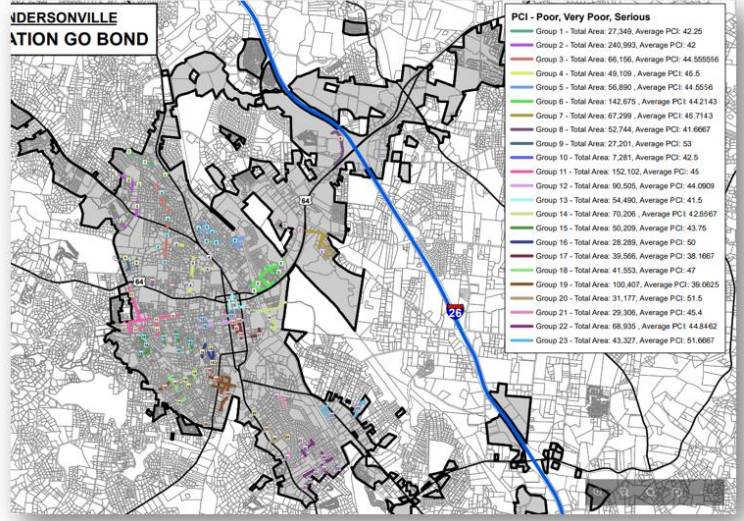 NDERSONVILLE
ATION GO BOND
PCI - Poor, Very Poor, Serious
Group 1 - Total Area: 27,349, Average PCI: 42.25
Group 2 - Total Area: 240,993, Average PCI: 42
Group 3 - Total Area: 66,156, Average PCI: 44.555556
Group 4 - Total Area: 49,109 , Average PCI: 46.5
Group 5 - Total Area: 56,890 , Average PCI: 44.5556
Group 6 - Total Area: 142,675 , Average PCI: 44.2143
Group 7 - Total Area: 67,299 , Average PCI: 45.7143
Group 8 - Total Area: 52,744 , Average PCI: 41.6667
Group 9 - Total Area: 27,201, Average PCI: 53
Group 10 - Total Area: 7,281, Average PCI: 42.5
Group 11 - Total Area: 152,102, Average PCI: 45
Group 12 - Total Area: 90,505, Average PCI: 44.0909
Group 13 - Total Area: 54,490, Average PCI: 41.5
Group 14 - Total Area: 70,206 , Average PCI: 42.8667
Group 15 - Total Area: 50,209, Average PCI: 43.75
Group 16 - Total Area: 28,289, Average PCI: 50
Group 17 - Total Area: 39,566, Average PCI: 38.1667
Group 18 - Total Area: 41,553, Average PCI: 47
Group 19 - Total Area: 100,407, Average PCI: 39.0625
Group 20 - Total Area: 31,177, Average PCI: 51.5
Group 21 - Total Area: 29,306, Average PCI: 45.4
Group 22 - Total Area: 68,935 , Average PCI: 44.8462
Group 23 - Total Area: 43,327, Average PCI: 51.6667
64
64
26